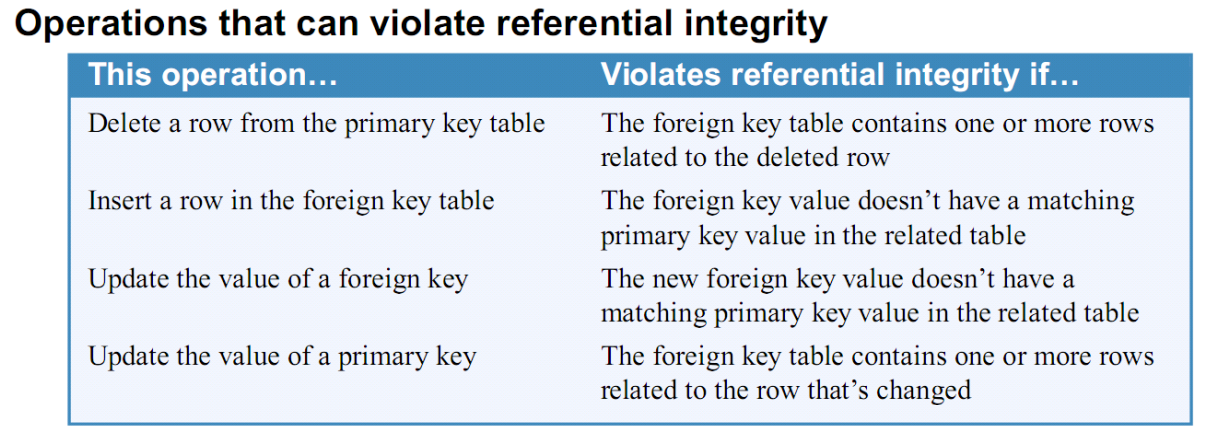 Operations that can violate referential integrity
This operation… Violates referential integrity if…
Delete a row from the primary key table The foreign key table contains one or more rows
related to the deleted row
Insert a row in the foreign key table The foreign key value doesn’t have a matching
primary key value in the related table
Update the value of a foreign key The new foreign key value doesn’t have a
matching primary key value in the related table
Update the value of a primary key The foreign key table contains one or more rows
related to the row that’s changed